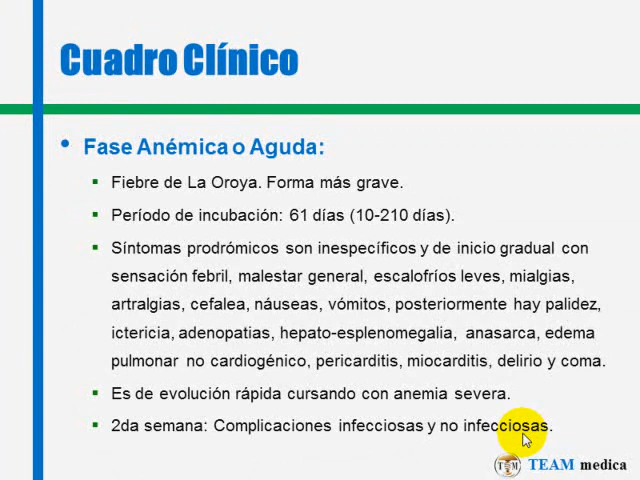 Cuadro Clínico
• Fase Anémica o Aguda:
▪ Fiebre de La Oroya. Forma más grave.
▪ Período de incubación: 61 días (10-210 días).
▪ Síntomas prodrómicos son inespecíficos y de inicio gradual con
sensación febril, malestar general, escalofríos leves, mialgias,
artralgias, cefalea, náuseas, vómitos, posteriormente hay palidez,
ictericia, adenopatias, hepato-esplenomegalia, anasarca, edema
pulmonar no cardiogénico, pericarditis, miocarditis, delirio y coma.
▪ Es de evolución rápida cursando con anemia severa.
▪ 2da semana: Complicaciones infecciosas y no infecciosas.
TEAM medica